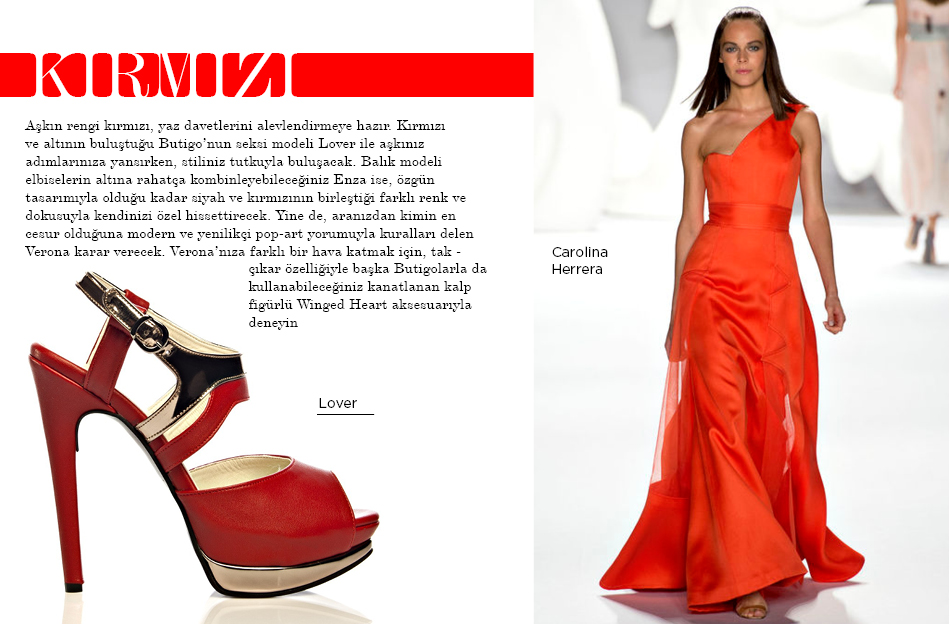 KIRMIZI
Aşkın rengi kırmızı, yaz davetlerini alevlendirmeye hazır. Kırmızı
ve altının buluştuğu Butigo’nun seksi modeli Lover ile aşkınız
adımlarınıza yansırken, stiliniz tutkuyla buluşacak. Balık modeli
elbiselerin altına rahatça kombinleyebileceğiniz Enza ise, özgün
tasarımıyla olduğu kadar siyah ve kırmızının birleştiği farklı renk ve
dokusuyla kendinizi özel hissettirecek. Yine de, aranızdan kimin en
cesur olduğuna modern ve yenilikçi pop-art yorumuyla kuralları delen
Verona karar verecek. Verona’nıza farklı bir hava katmak için, tak -
çıkar özelliğiyle başka Butigolarla da
kullanabileceğiniz kanatlanan kalp
figürlü Winged Heart aksesuarıyla
deneyin
Lover
Carolina
Herrera